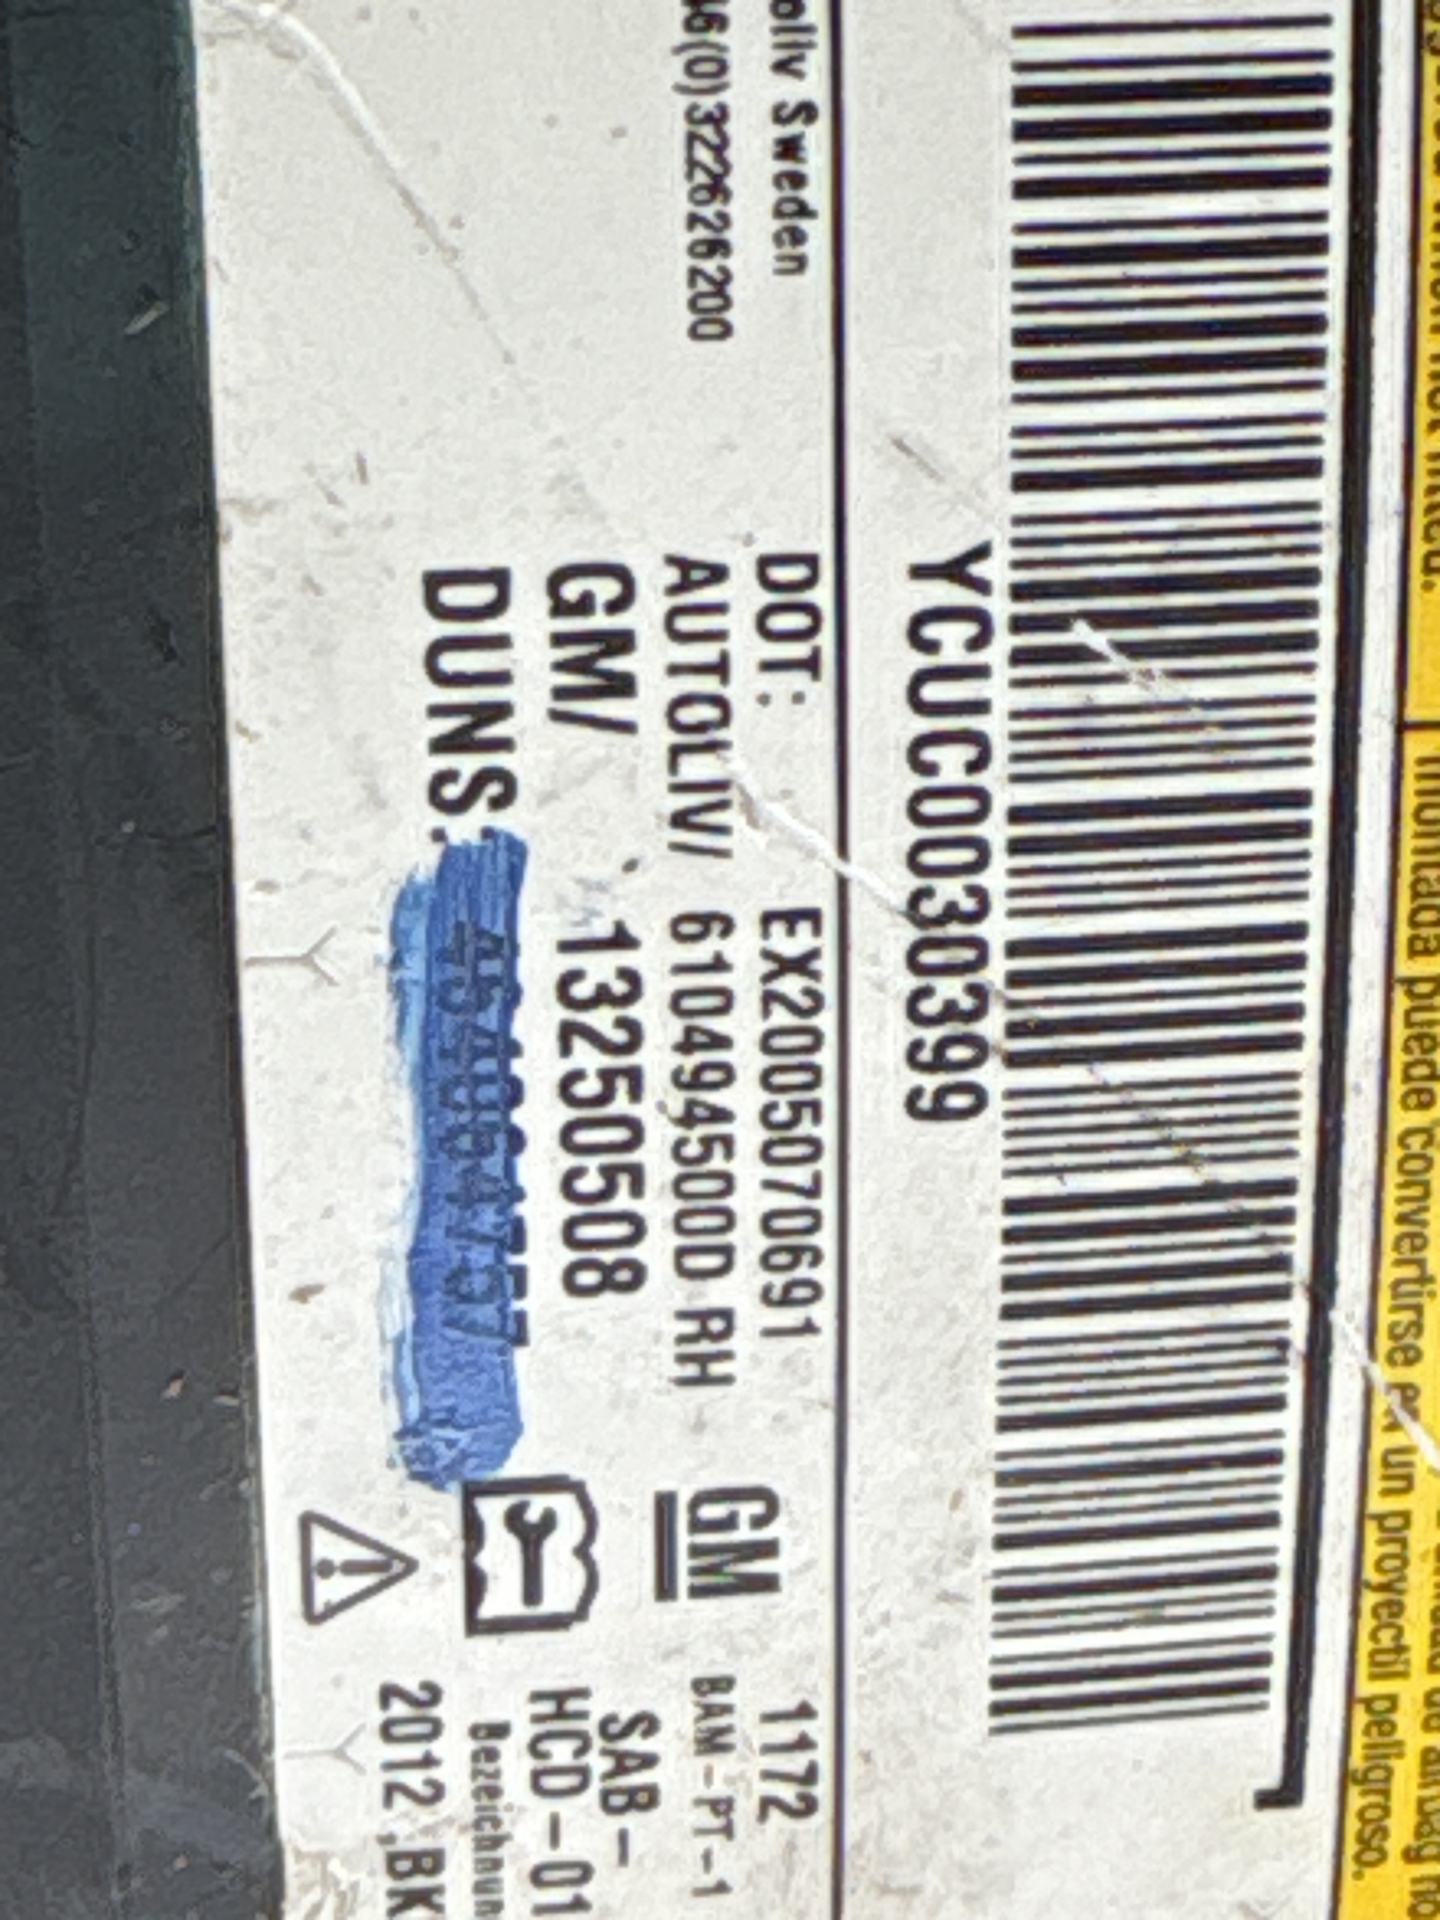 YCUC0030399
oliv Sweden
46(0)322626200
DOT: EX2005070691
AUTOLIV/ 610494500D RH
GM/ 13250508
DUNS:
GM
1172
BAM-PT-1
SAB-
HCD-01
Bezeichnun
2012,BK
montada puede convertirse en un proyectil peligroso.